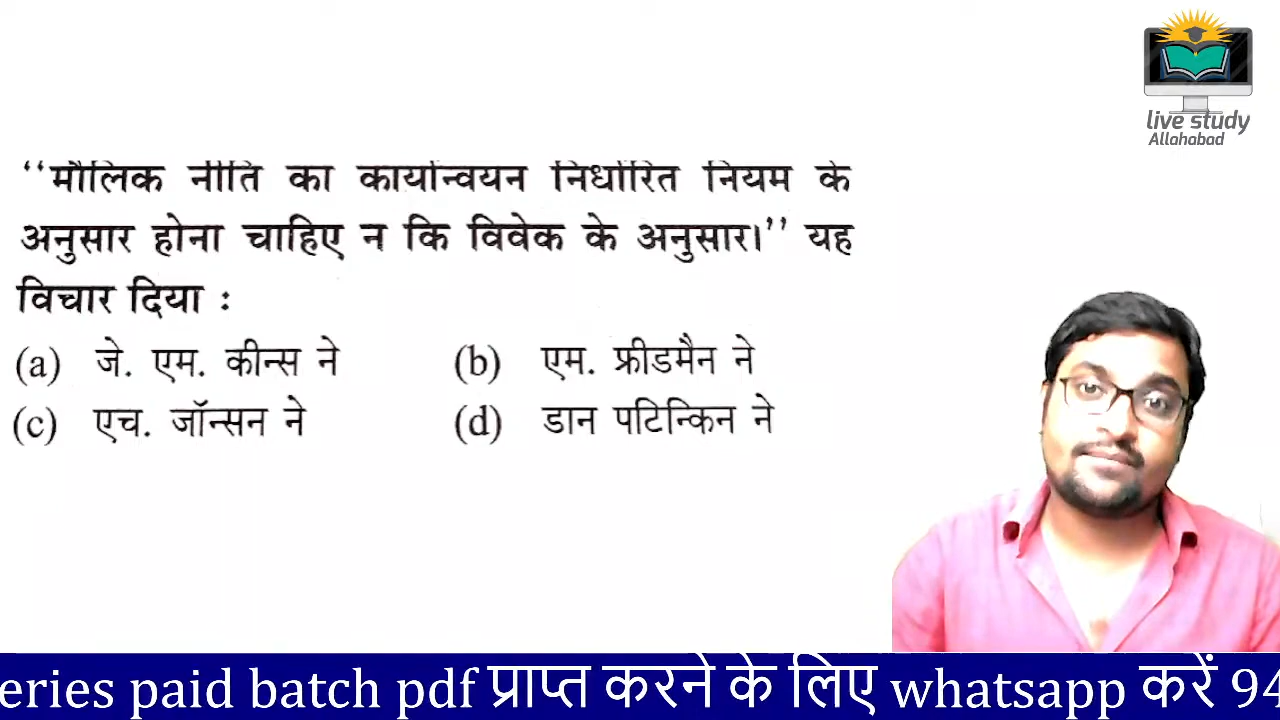 live study
Allahabad
‘‘मौलिक नीति का कार्यान्वयन निर्धारित नियम के
अनुसार होना चाहिए न कि विवेक के अनुसार।’’ यह
विचार दिया :
(a) जे. एम. कीन्स ने (b) एम. फ्रीडमैन ने
(c) एच. जॉन्सन ने (d) डान पटिन्किन ने
eries paid batch pdf प्राप्त करने के लिए whatsapp करें 94